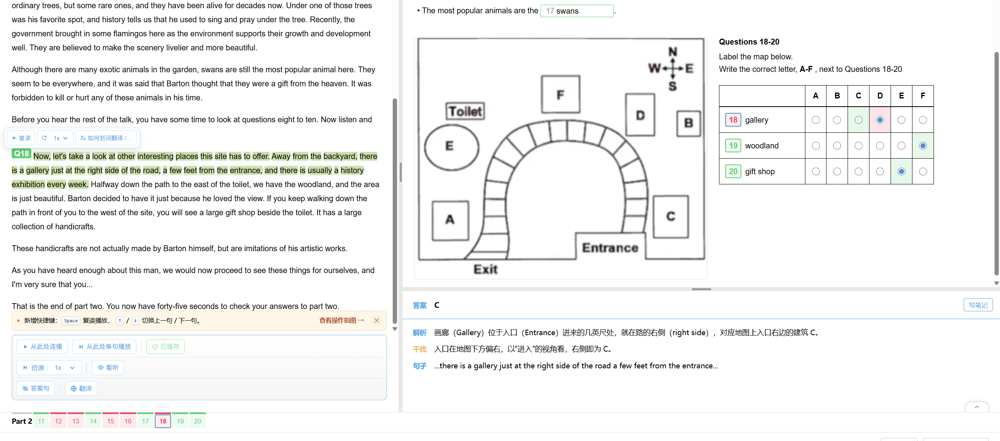 ordinary trees, but some rare ones, and they have been alive for decades now. Under one of those trees
was his favorite spot, and history tells us that he used to sing and pray under the tree. Recently, the
government brought in some flamingos here as the environment supports their growth and development
well. They are believed to make the scenery livelier and more beautiful.
Although there are many exotic animals in the garden, swans are still the most popular animal here. They
seem to be everywhere, and it was said that Barton thought that they were a gift from the heaven. It was
forbidden to kill or hurt any of these animals in his time.
Before you hear the rest of the talk, you have some time to look at questions eight to ten. Now listen and
复读 1x 如何划词翻译 /...
Q18 Now, let's take a look at other interesting places this site has to offer. Away from the backyard, there
is a gallery just at the right side of the road, a few feet from the entrance, and there is usually a history
exhibition every week. Halfway down the path to the east of the toilet, we have the woodland, and the area
is just beautiful. Barton decided to have it just because he loved the view. If you keep walking down the
path in front of you to the west of the site, you will see a large gift shop beside the toilet. It has a large
collection of handicrafts.
These handicrafts are not actually made by Barton himself, but are imitations of his artistic works.
As you have heard enough about this man, we would now proceed to see these things for ourselves, and
I'm very sure that you...
That is the end of part two. You now have forty-five seconds to check your answers to part two.
• 新增快捷键： Space 复读播放， ↑ / ↓ 切换上一句 / 下一句。 查看操作指南 →
从此处连播 从此处单句播放 已缓存
倍速 1x 看听
答案句 翻译
• The most popular animals are the 17 swans .
N
W E
S
F
Toilet
D
B
E
A
C
Entrance
Exit
Questions 18-20
Label the map below.
Write the correct letter, A-F , next to Questions 18-20
A B C D E F
18 gallery
19 woodland
20 gift shop
答案 C 写笔记
解析 画廊（Gallery）位于入口（Entrance）进来的几英尺处，就在路的右侧（right side），对应地图上入口右边的建筑 C。
干扰 入口在地图下方偏右，以“进入”的视角看，右侧即为 C。
句子 ...there is a gallery just at the right side of the road a few feet from the entrance...
Part 2 11 12 13 14 15 16 17 18 19 20